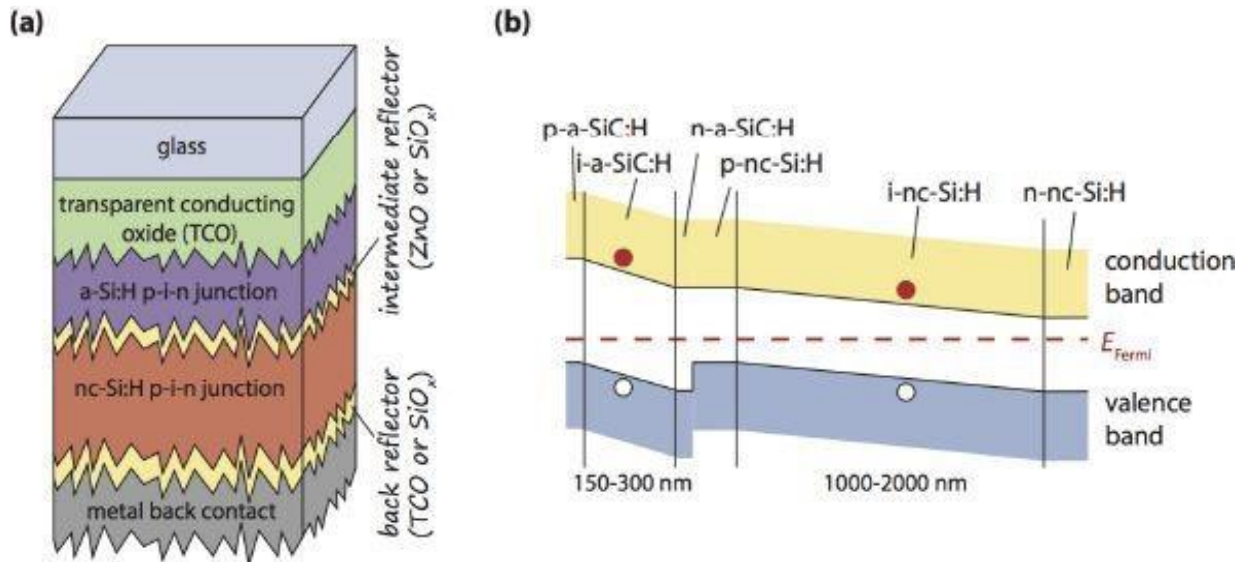 (a)
glass
transparent conducting
oxide (TCO)
a-Si:H p-i-n junction
nc-Si:H p-i-n junction
metal back contact
intermediate reflector
(ZnO or SiOₓ)
back reflector
(TCO or SiOₓ)
(b)
p-a-SiC:H
n-a-SiC:H
i-a-SiC:H
p-nc-Si:H
i-nc-Si:H
n-nc-Si:H
conduction
band
E_Fermi
valence
band
150-300 nm
1000-2000 nm